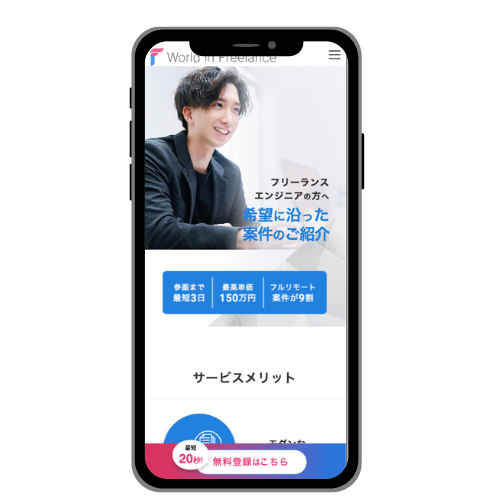 World in Freelance
フリーランス
エンジニアの方へ
希望に沿った
案件のご紹介
参画まで
最短3日
最高単価
150万円
フルリモート
案件が9割
サービスメリット
モダンな
最短
20秒!
無料登録はこちら